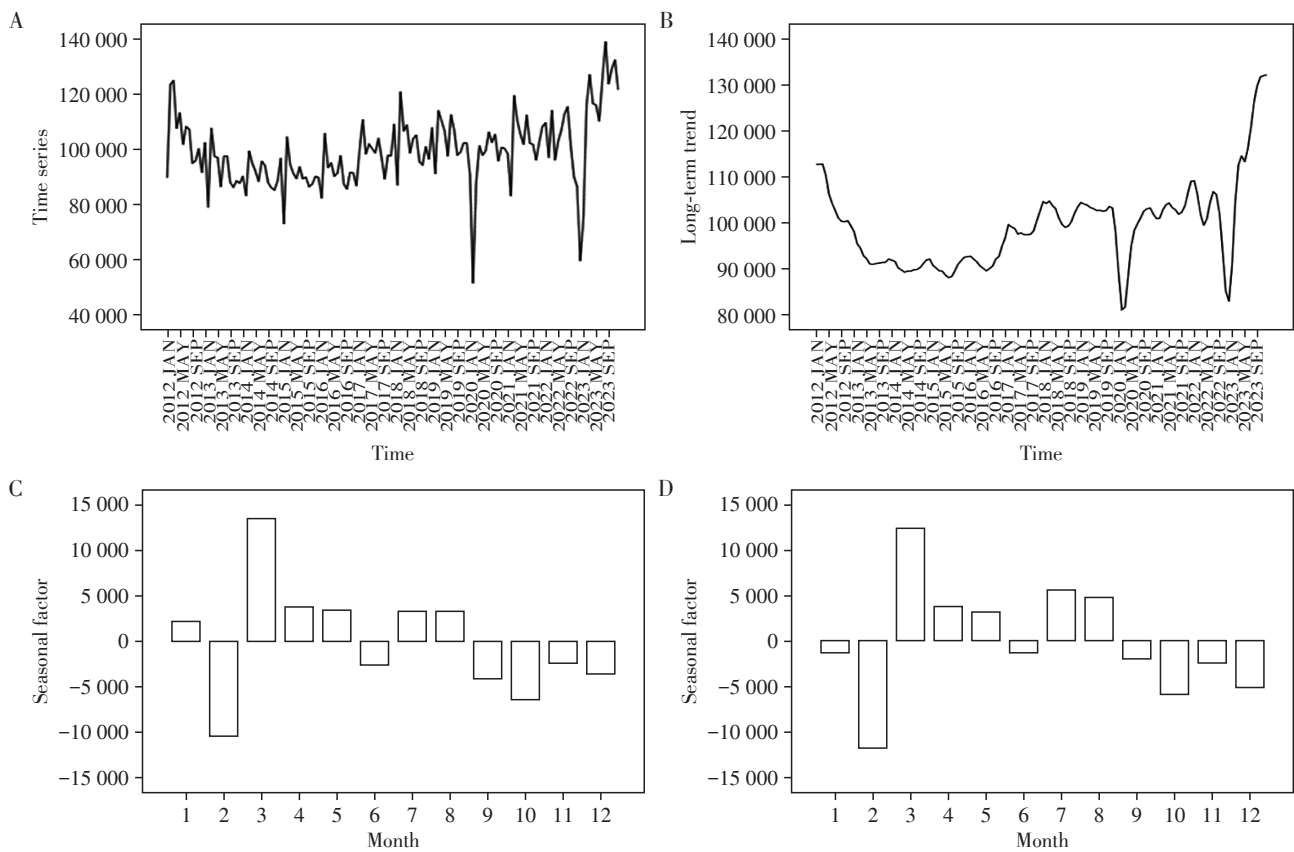 A
Time series
140 000
120 000
100 000
80 000
60 000
40 000
2012 JAN
2012 MAY
2012 SEP
2013 JAN
2013 MAY
2013 SEP
2014 JAN
2014 MAY
2014 SEP
2015 JAN
2015 MAY
2015 SEP
2016 JAN
2016 MAY
2016 SEP
2017 JAN
2017 MAY
2017 SEP
2018 JAN
2018 MAY
2018 SEP
2019 JAN
2019 MAY
2019 SEP
2020 JAN
2020 MAY
2020 SEP
2021 JAN
2021 MAY
2021 SEP
2022 JAN
2022 MAY
2022 SEP
2023 JAN
2023 MAY
2023 SEP
Time
B
Long-term trend
140 000
130 000
120 000
110 000
100 000
90 000
80 000
2012 JAN
2012 MAY
2012 SEP
2013 JAN
2013 MAY
2013 SEP
2014 JAN
2014 MAY
2014 SEP
2015 JAN
2015 MAY
2015 SEP
2016 JAN
2016 MAY
2016 SEP
2017 JAN
2017 MAY
2017 SEP
2018 JAN
2018 MAY
2018 SEP
2019 JAN
2019 MAY
2019 SEP
2020 JAN
2020 MAY
2020 SEP
2021 JAN
2021 MAY
2021 SEP
2022 JAN
2022 MAY
2022 SEP
2023 JAN
2023 MAY
2023 SEP
Time
C
Seasonal factor
15 000
10 000
5 000
0
−5 000
−10 000
−15 000
1 2 3 4 5 6 7 8 9 10 11 12
Month
D
Seasonal factor
15 000
10 000
5 000
0
−5 000
−10 000
−15 000
1 2 3 4 5 6 7 8 9 10 11 12
Month